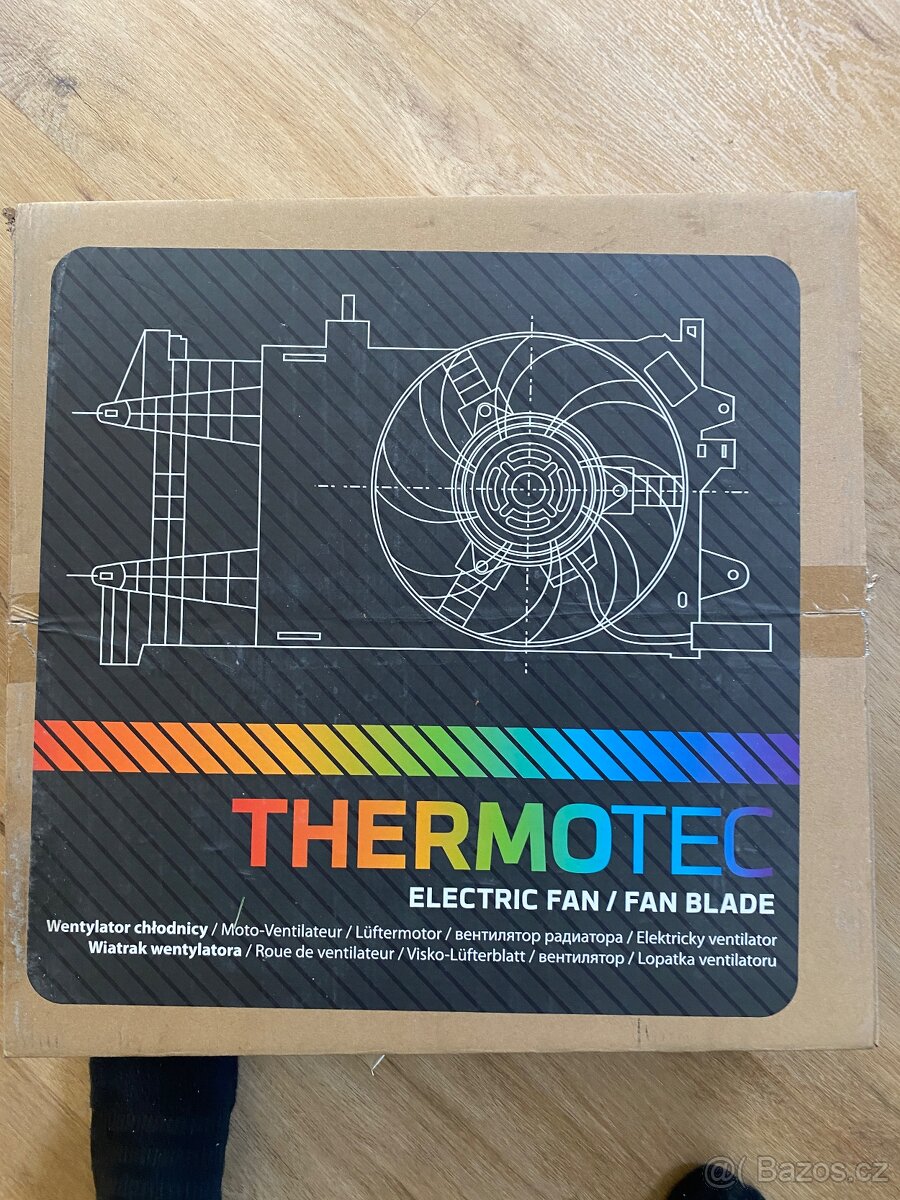 THERMOTEC
ELECTRIC FAN / FAN BLADE
Wentylator chłodnicy / Moto-Ventilateur / Lüftermotor / вентилятор радиатора / Elektricky ventilator
Wiatrak wentylatora / Roue de ventilateur / Visko-Lüfterblatt / вентилятор / Lopatka ventilatoru
@( Bazos.cz